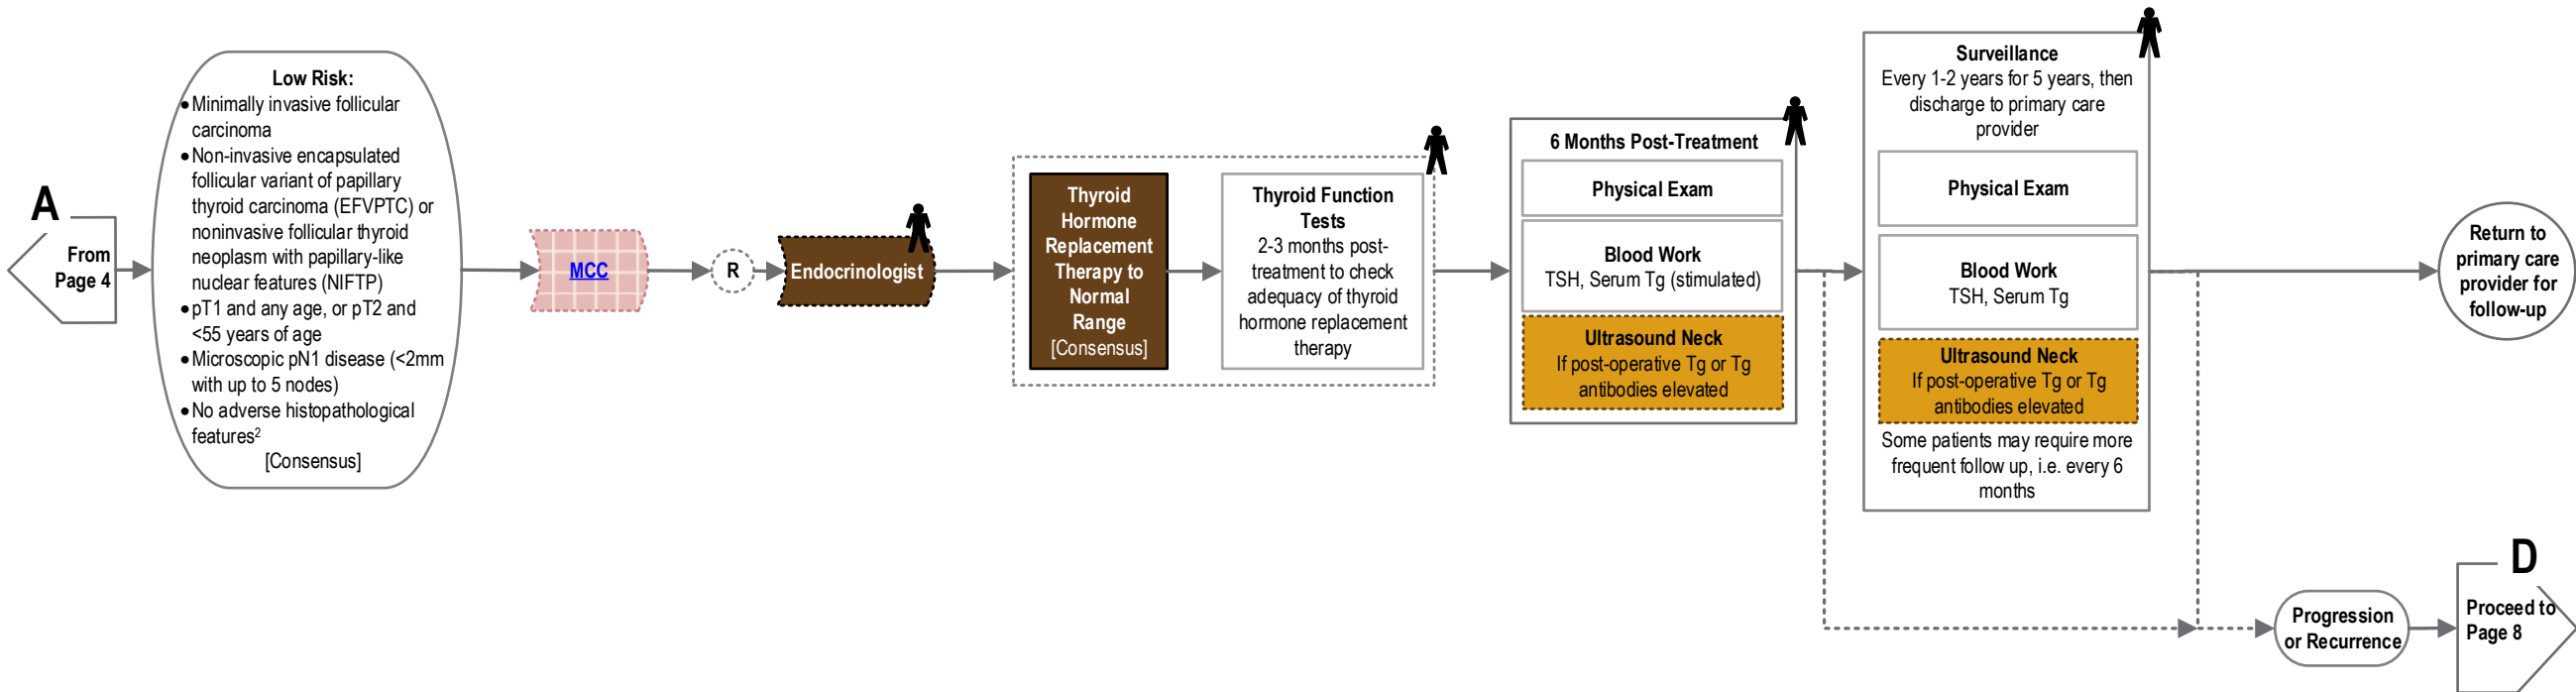 A
From
Page 4
Low Risk:
•Minimally invasive follicular
carcinoma
•Non-invasive encapsulated
follicular variant of papillary
thyroid carcinoma (EFVPTC) or
noninvasive follicular thyroid
neoplasm with papillary-like
nuclear features (NIFTP)
•pT1 and any age, or pT2 and
<55 years of age
•Microscopic pN1 disease (<2mm
with up to 5 nodes)
•No adverse histopathological
features²
[Consensus]
MCC
R
Endocrinologist
Thyroid
Hormone
Replacement
Therapy to
Normal
Range
[Consensus]
Thyroid Function
Tests
2-3 months post-
treatment to check
adequacy of thyroid
hormone replacement
therapy
6 Months Post-Treatment
Physical Exam
Blood Work
TSH, Serum Tg (stimulated)
Ultrasound Neck
If post-operative Tg or Tg
antibodies elevated
Surveillance
Every 1-2 years for 5 years, then
discharge to primary care
provider
Physical Exam
Blood Work
TSH, Serum Tg
Ultrasound Neck
If post-operative Tg or Tg
antibodies elevated
Some patients may require more
frequent follow up, i.e. every 6
months
Return to
primary care
provider for
follow-up
Progression
or Recurrence
D
Proceed to
Page 8